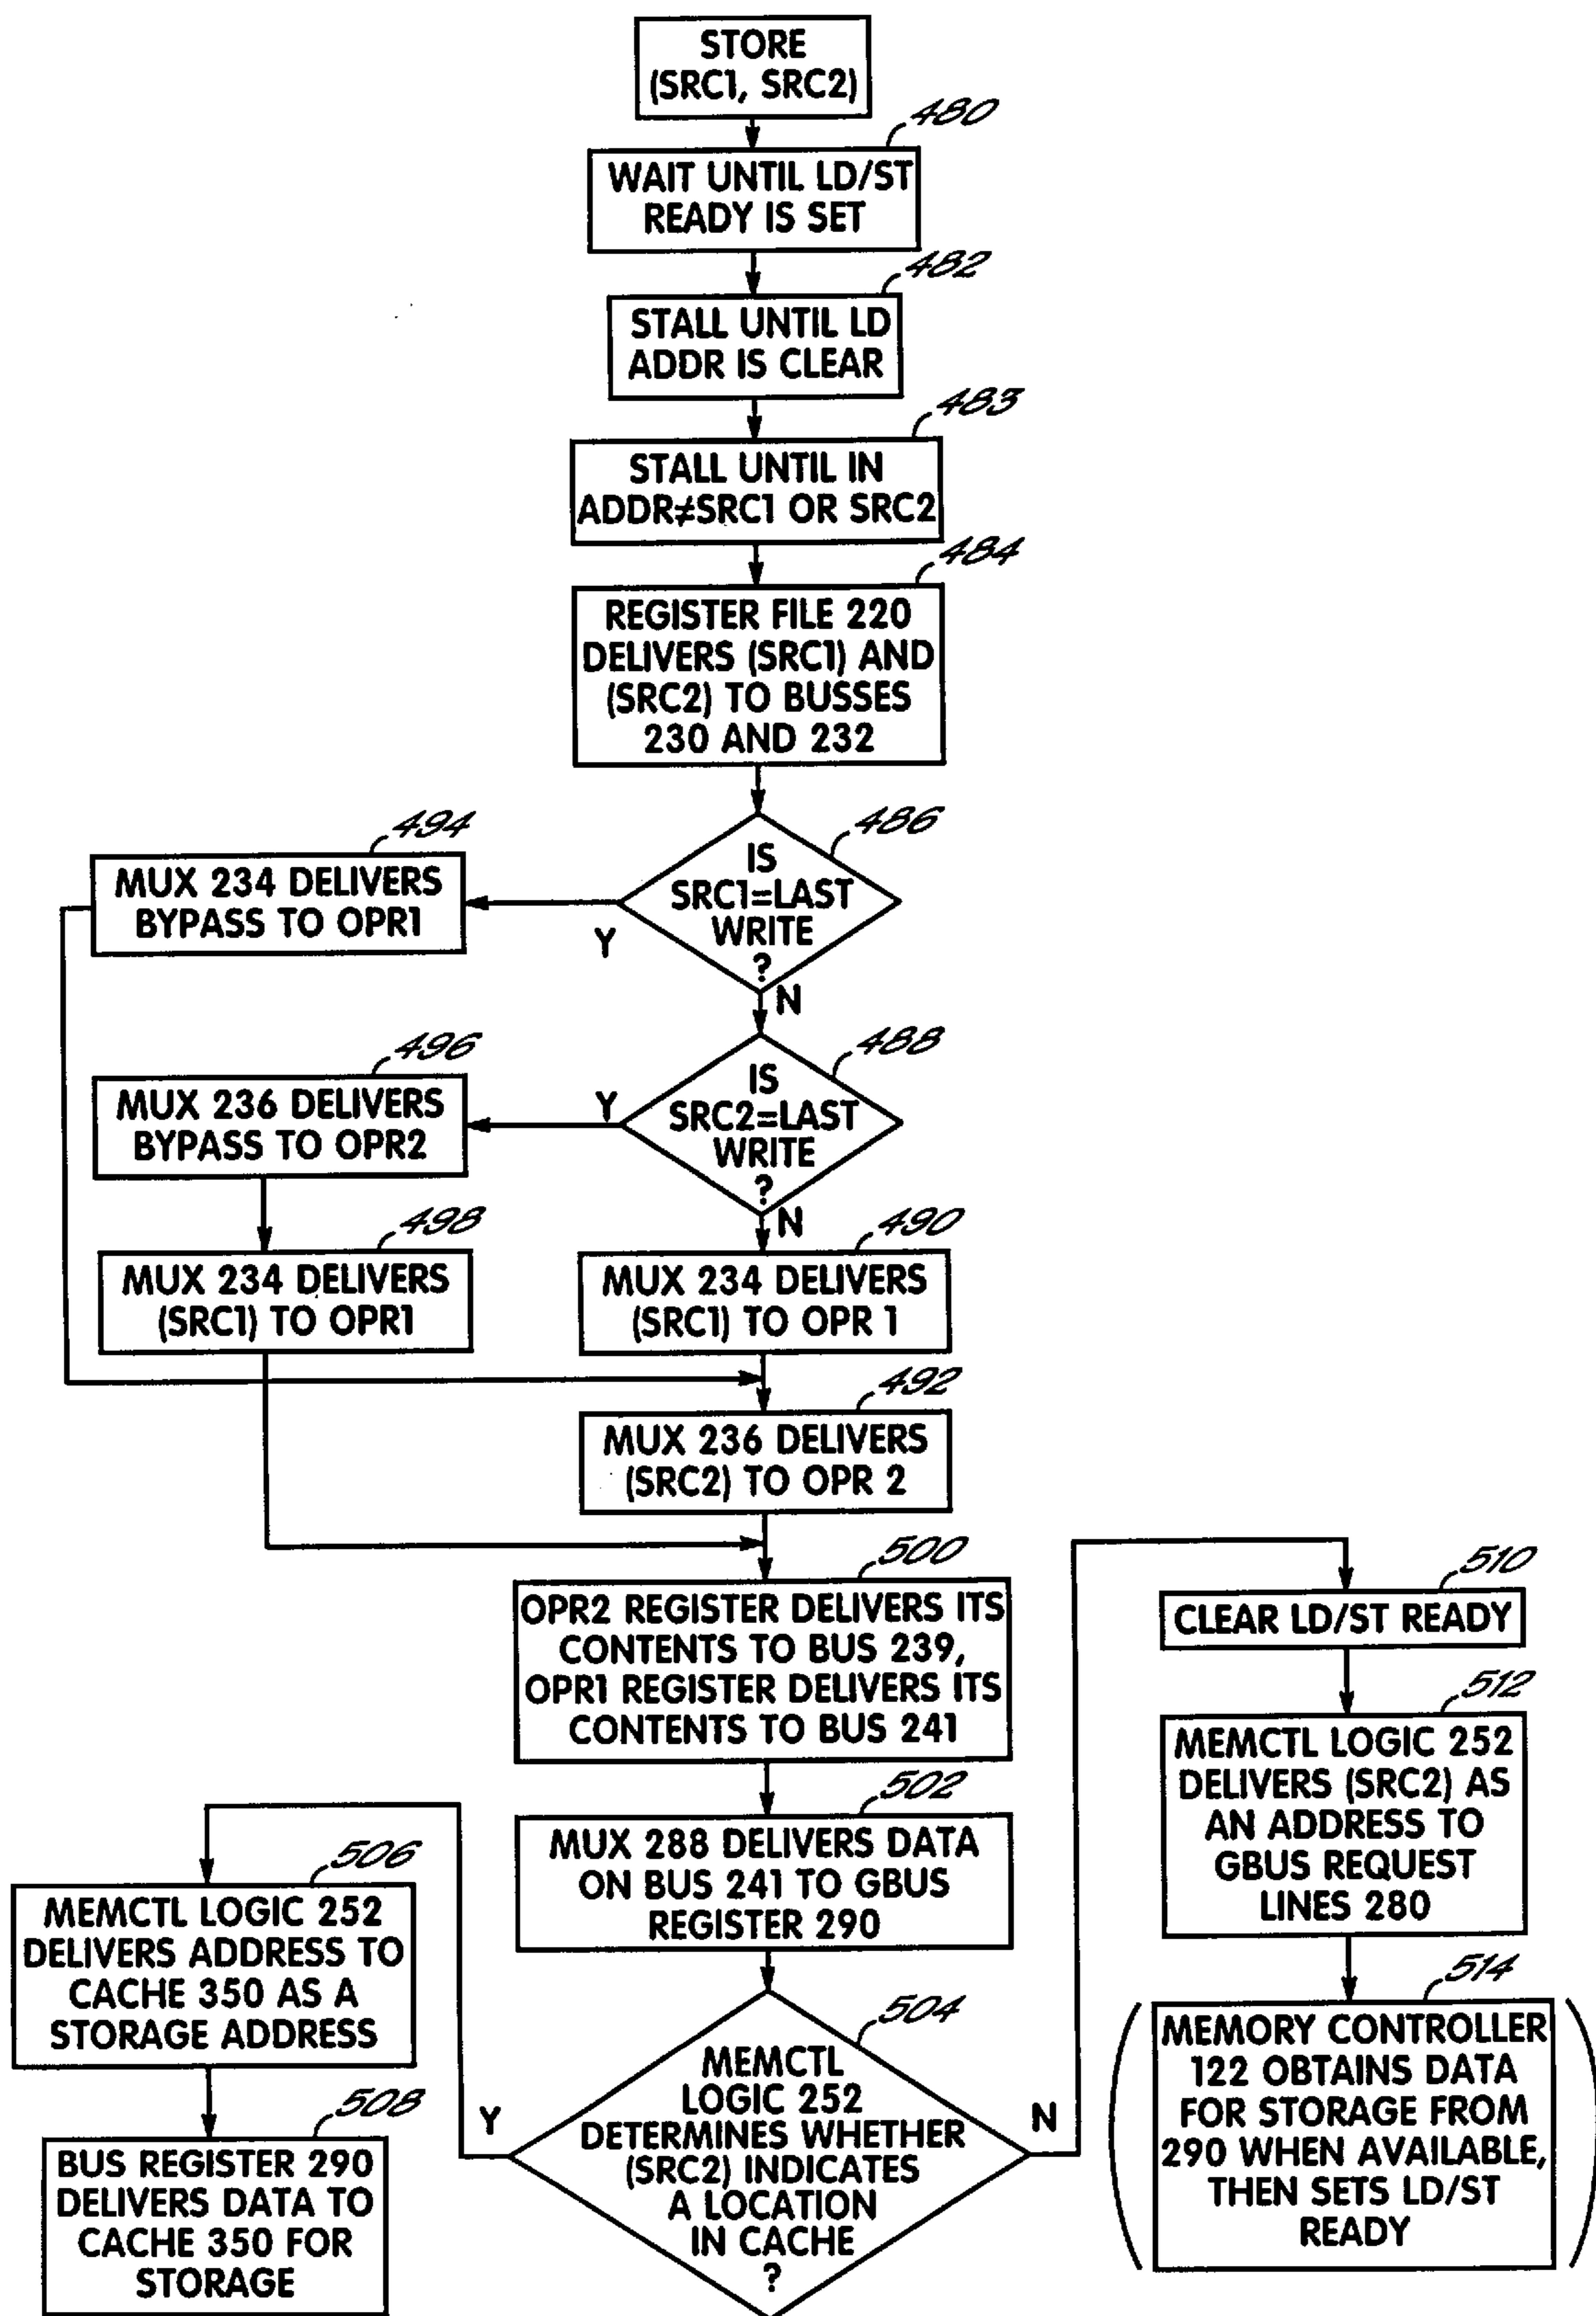 STORE
(SRC1, SRC2)
480
WAIT UNTIL LD/ST
READY IS SET
482
STALL UNTIL LD
ADDR IS CLEAR
483
STALL UNTIL IN
ADDR≠SRC1 OR SRC2
484
REGISTER FILE 220
DELIVERS (SRC1) AND
(SRC2) TO BUSSES
230 AND 232
486
IS
SRC1=LAST
WRITE
?
Y
N
494
MUX 234 DELIVERS
BYPASS TO OPR1
488
IS
SRC2=LAST
WRITE
?
Y
N
496
MUX 236 DELIVERS
BYPASS TO OPR2
498
MUX 234 DELIVERS
(SRC1) TO OPR1
490
MUX 234 DELIVERS
(SRC1) TO OPR 1
492
MUX 236 DELIVERS
(SRC2) TO OPR 2
500
OPR2 REGISTER DELIVERS ITS
CONTENTS TO BUS 239,
OPR1 REGISTER DELIVERS ITS
CONTENTS TO BUS 241
502
MUX 288 DELIVERS DATA
ON BUS 241 TO GBUS
REGISTER 290
504
MEMCTL
LOGIC 252
DETERMINES WHETHER
(SRC2) INDICATES
A LOCATION
IN CACHE
?
Y
N
506
MEMCTL LOGIC 252
DELIVERS ADDRESS TO
CACHE 350 AS A
STORAGE ADDRESS
508
BUS REGISTER 290
DELIVERS DATA TO
CACHE 350 FOR
STORAGE
510
CLEAR LD/ST READY
512
MEMCTL LOGIC 252
DELIVERS (SRC2) AS
AN ADDRESS TO
GBUS REQUEST
LINES 280
514
MEMORY CONTROLLER
122 OBTAINS DATA
FOR STORAGE FROM
290 WHEN AVAILABLE,
THEN SETS LD/ST
READY